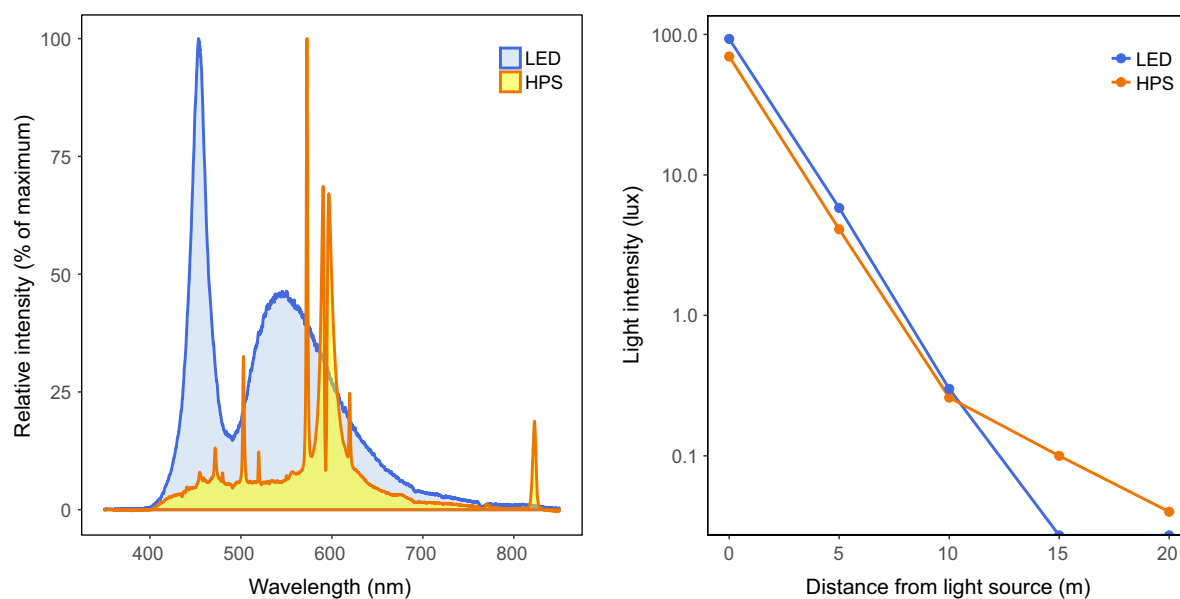 Relative intensity (% of maximum)
100
75
50
25
0
400
500
600
700
800
Wavelength (nm)
LED
HPS
Light intensity (lux)
100.0
10.0
1.0
0.1
0
5
10
15
20
Distance from light source (m)
LED
HPS